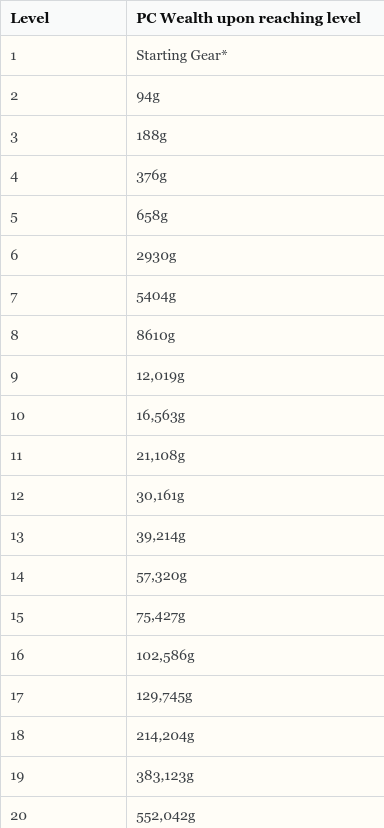 Level PC Wealth upon reaching level
1 Starting Gear*
2 94g
3 188g
4 376g
5 658g
6 2930g
7 5404g
8 8610g
9 12,019g
10 16,563g
11 21,108g
12 30,161g
13 39,214g
14 57,320g
15 75,427g
16 102,586g
17 129,745g
18 214,204g
19 383,123g
20 552,042g